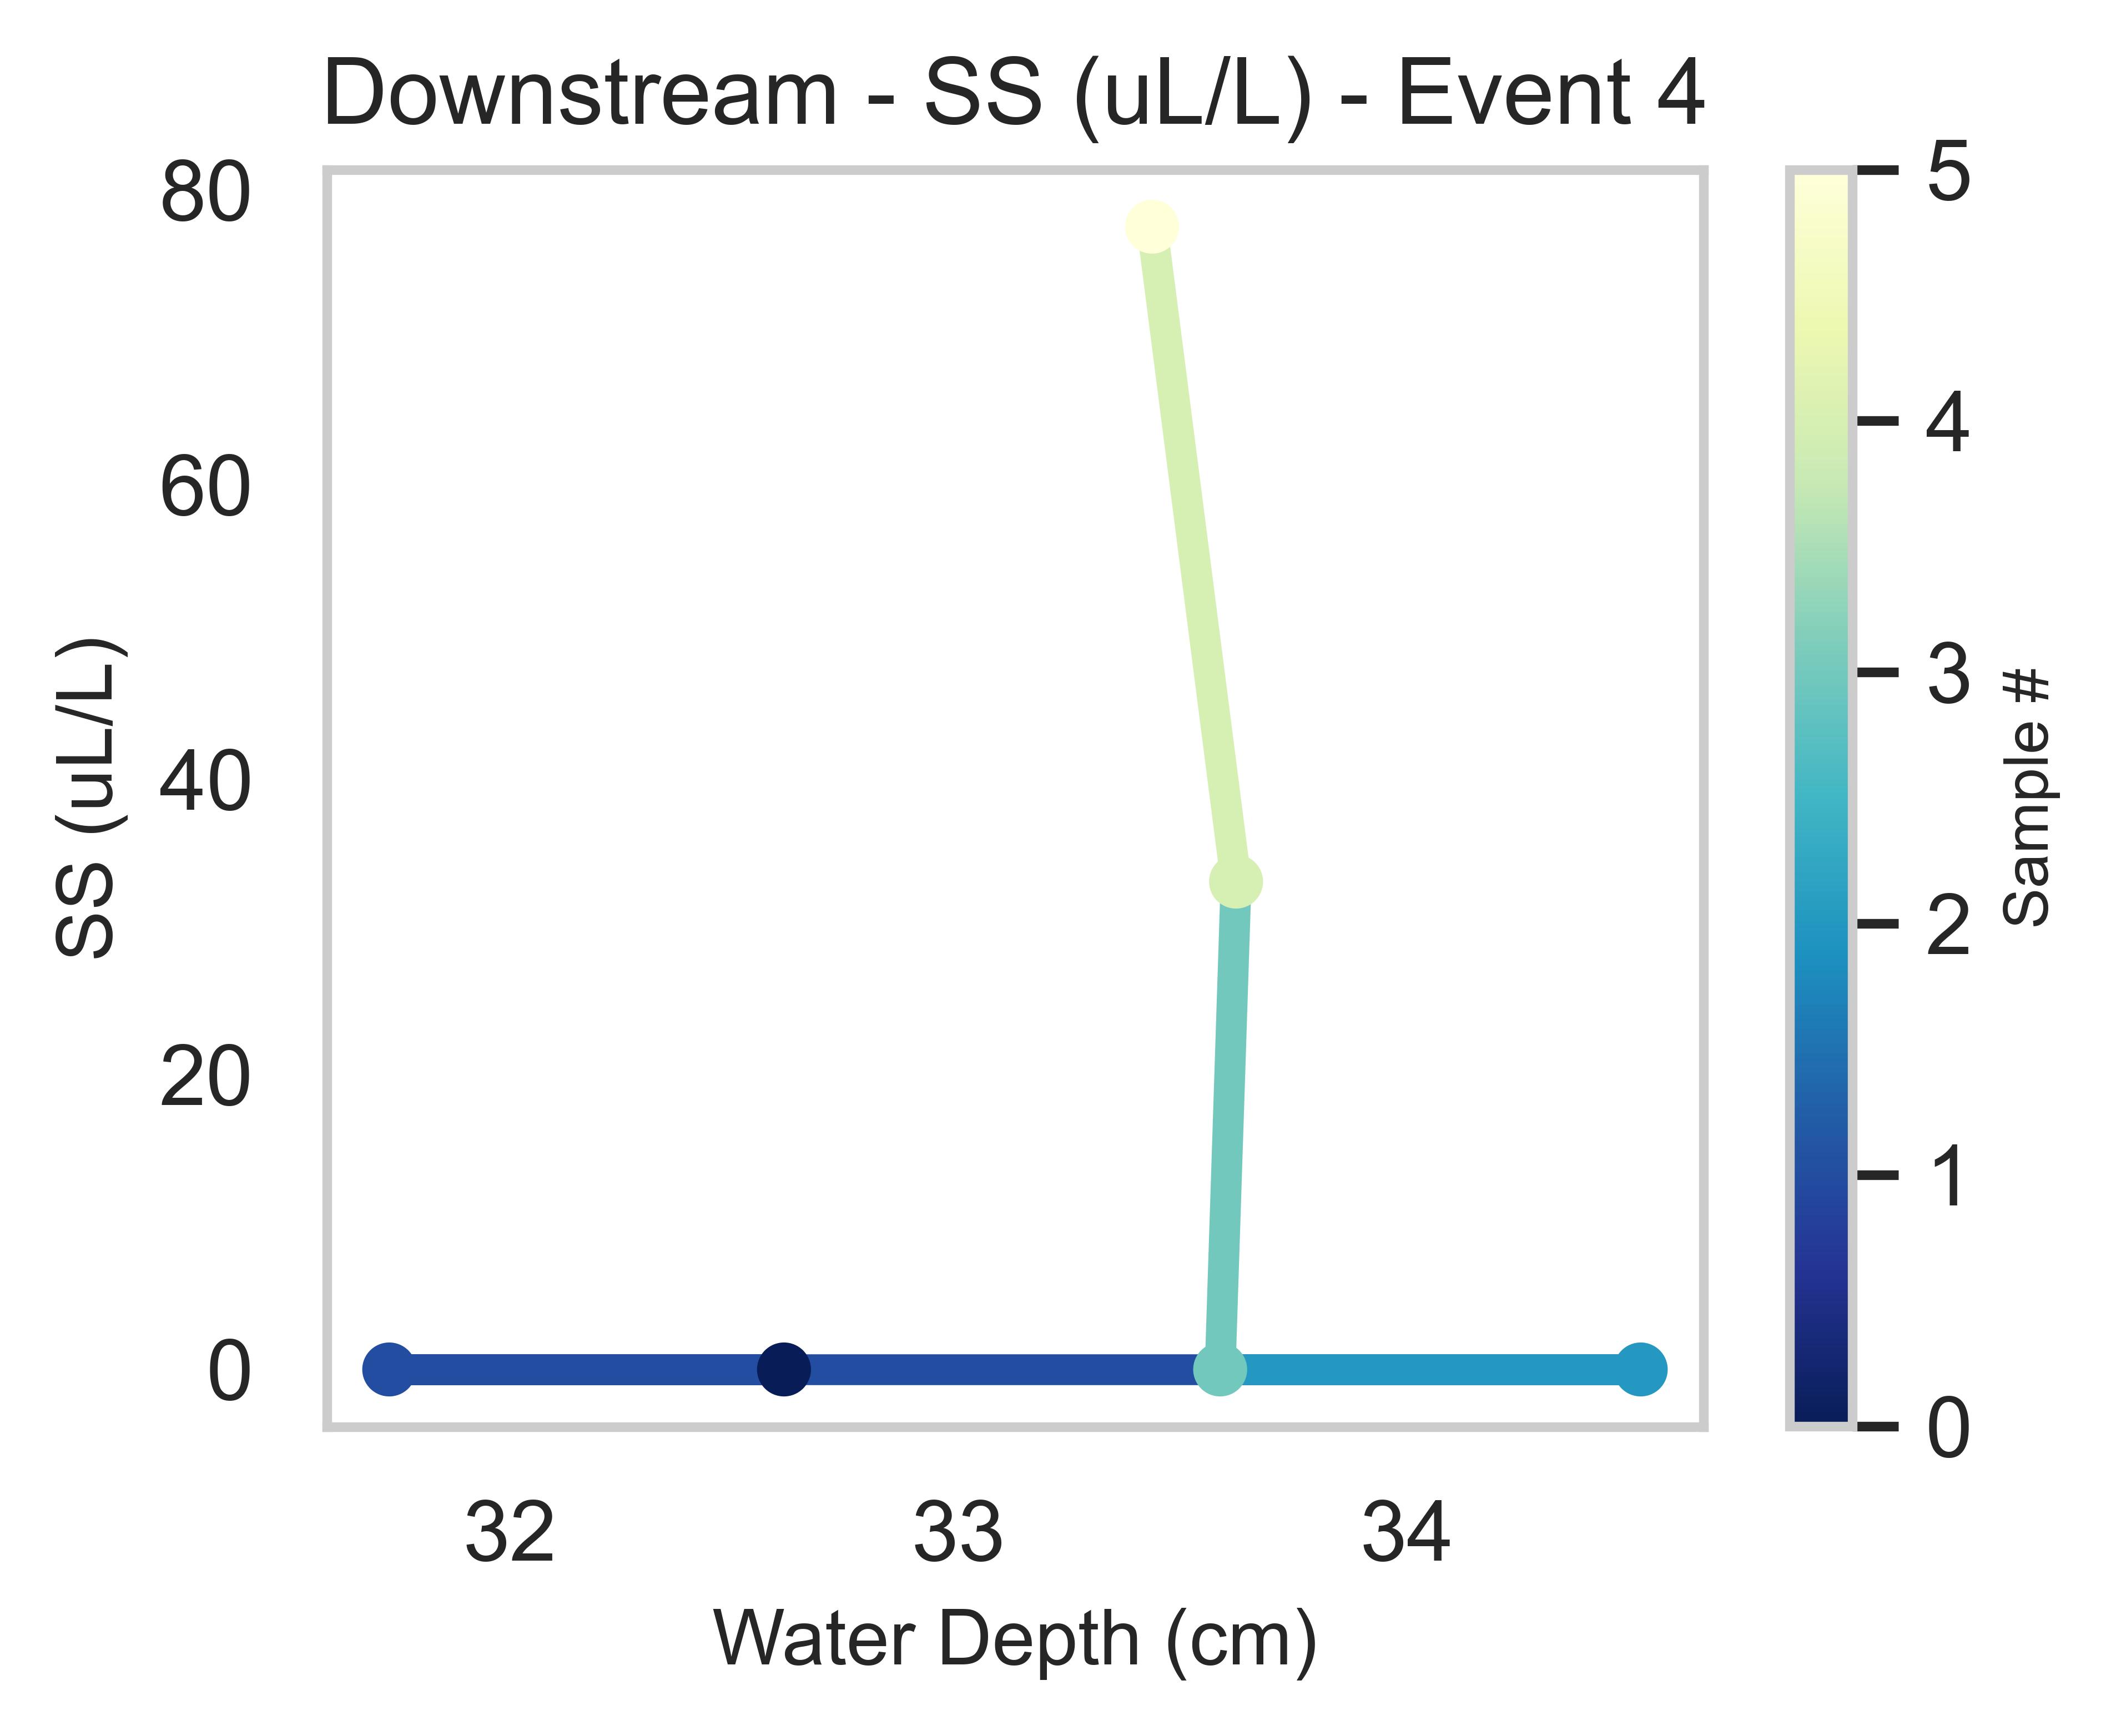 Downstream - SS (uL/L) - Event 4
80
60
40
20
0
SS (uL/L)
32 33 34
Water Depth (cm)
5
4
3
2
1
0
Sample #